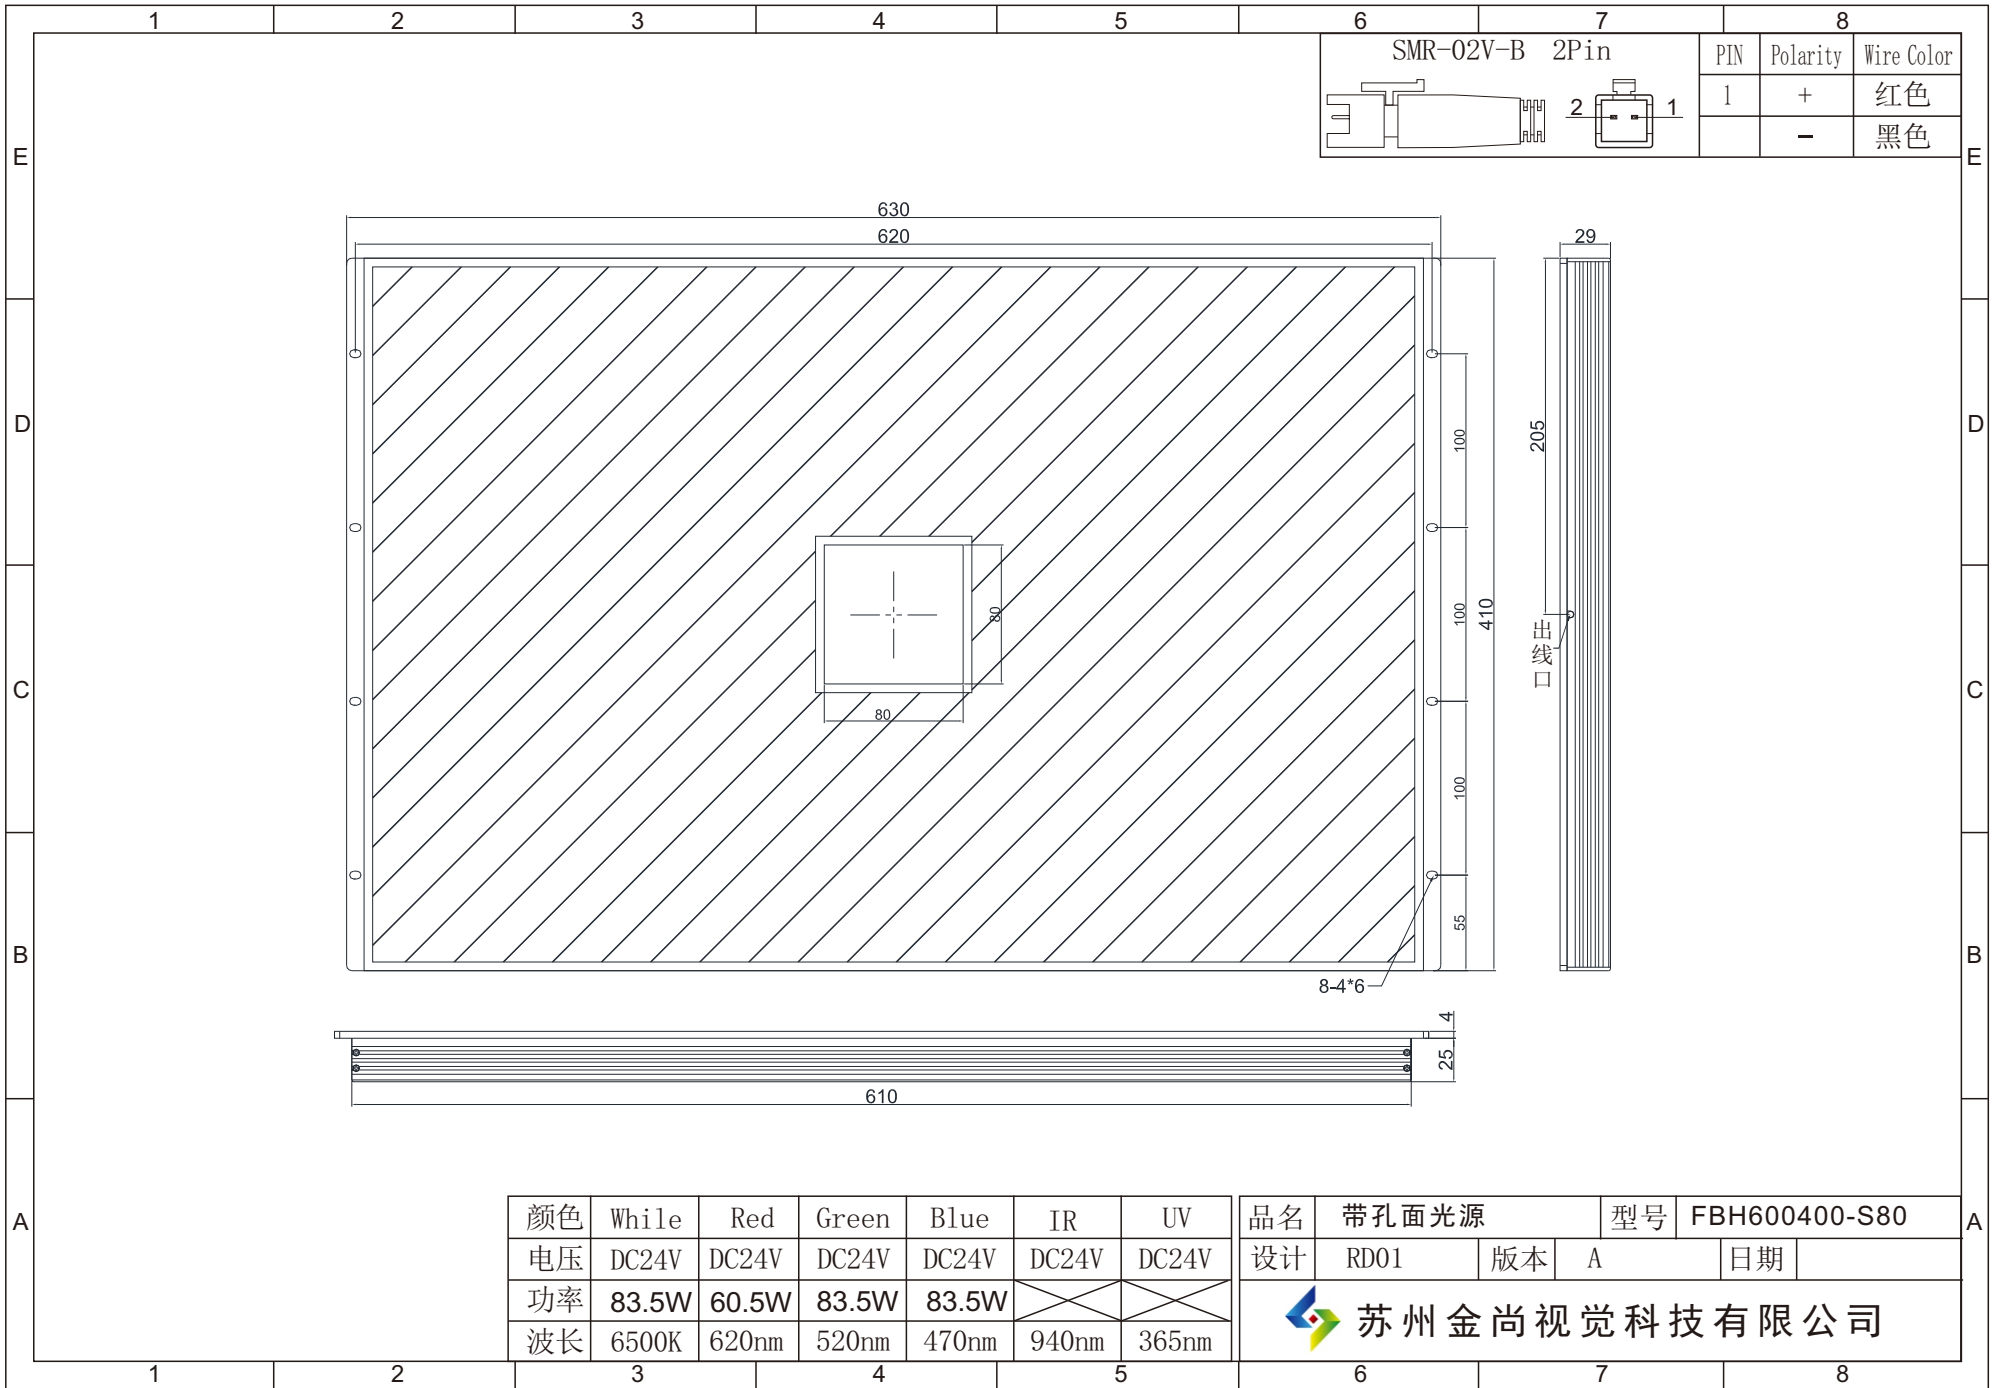 1 2 3 4 5 6 7 8
SMR-02V-B 2Pin
PIN Polarity Wire Color
1 + 红色
− 黑色
2 1
E E
630
620
29
D D
100
205
100
410
80
出线口
C C
80
100
55
B B
8-4*6
4
25
610
A A
颜色 While Red Green Blue IR UV
电压 DC24V DC24V DC24V DC24V DC24V DC24V
功率 83.5W 60.5W 83.5W 83.5W
波长 6500K 620nm 520nm 470nm 940nm 365nm
品名 带孔面光源 型号 FBH600400-S80
设计 RD01 版本 A 日期
苏州金尚视觉科技有限公司
1 2 3 4 5 6 7 8